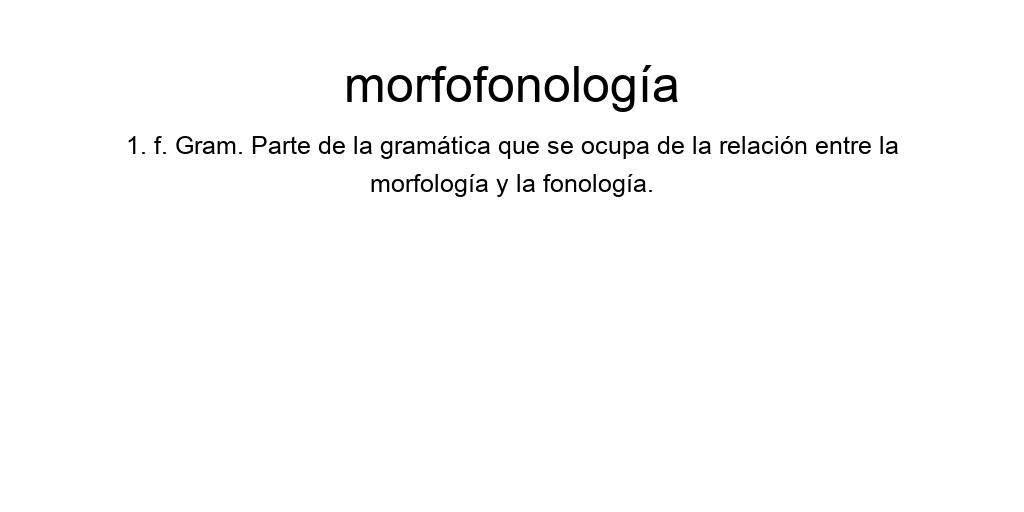 morfofonología
1. f. Gram. Parte de la gramática que se ocupa de la relación entre la
morfología y la fonología.